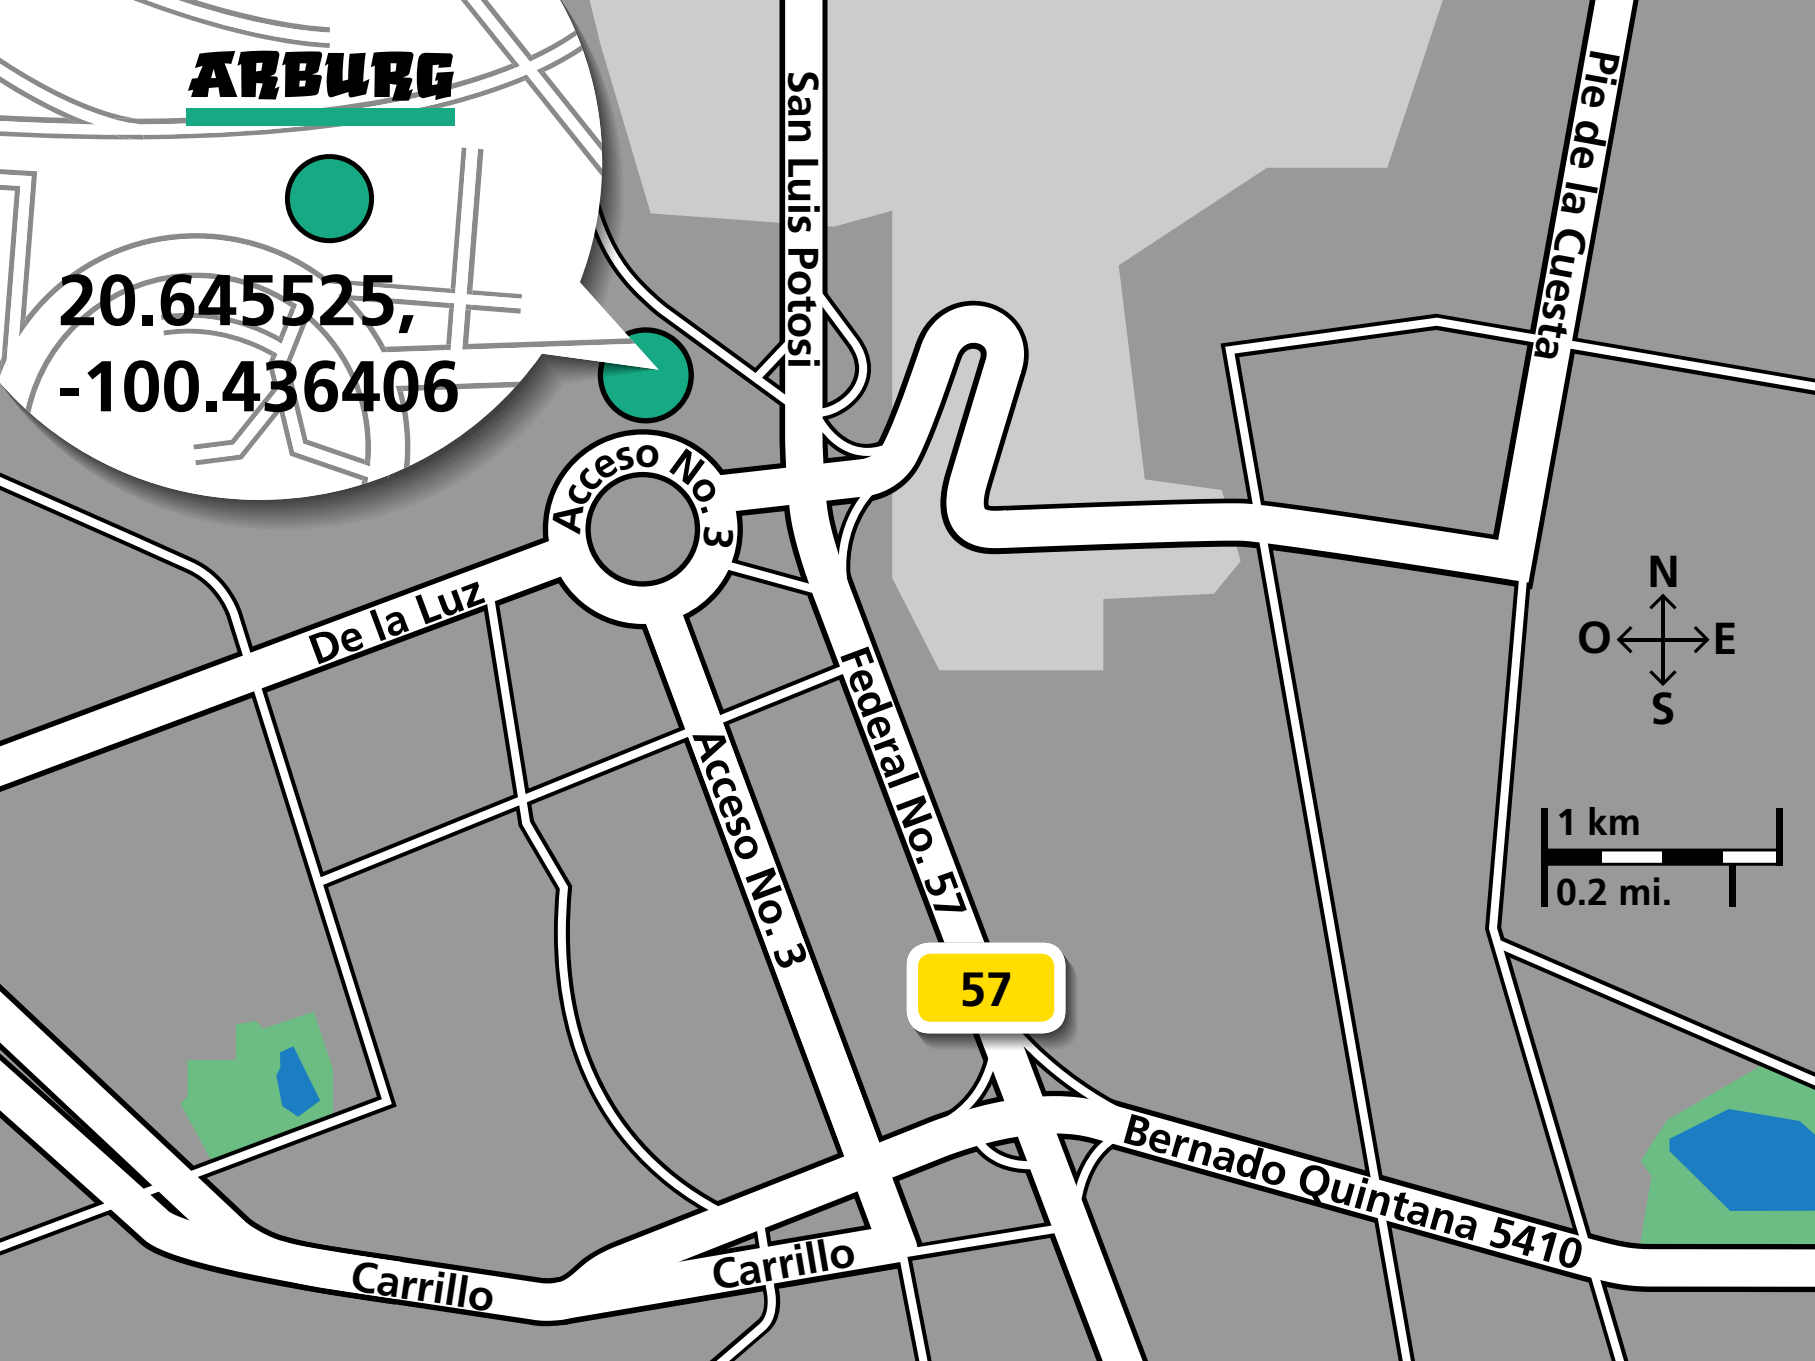 ARBURG
20.645525,
-100.436406
San Luis Potosi
Pie de la Cuesta
Acceso No. 3
De la Luz
N
O E
S
Federal No. 57
Acceso No. 3
1 km
0.2 mi.
57
Bernado Quintana 5410
Carrillo
Carrillo